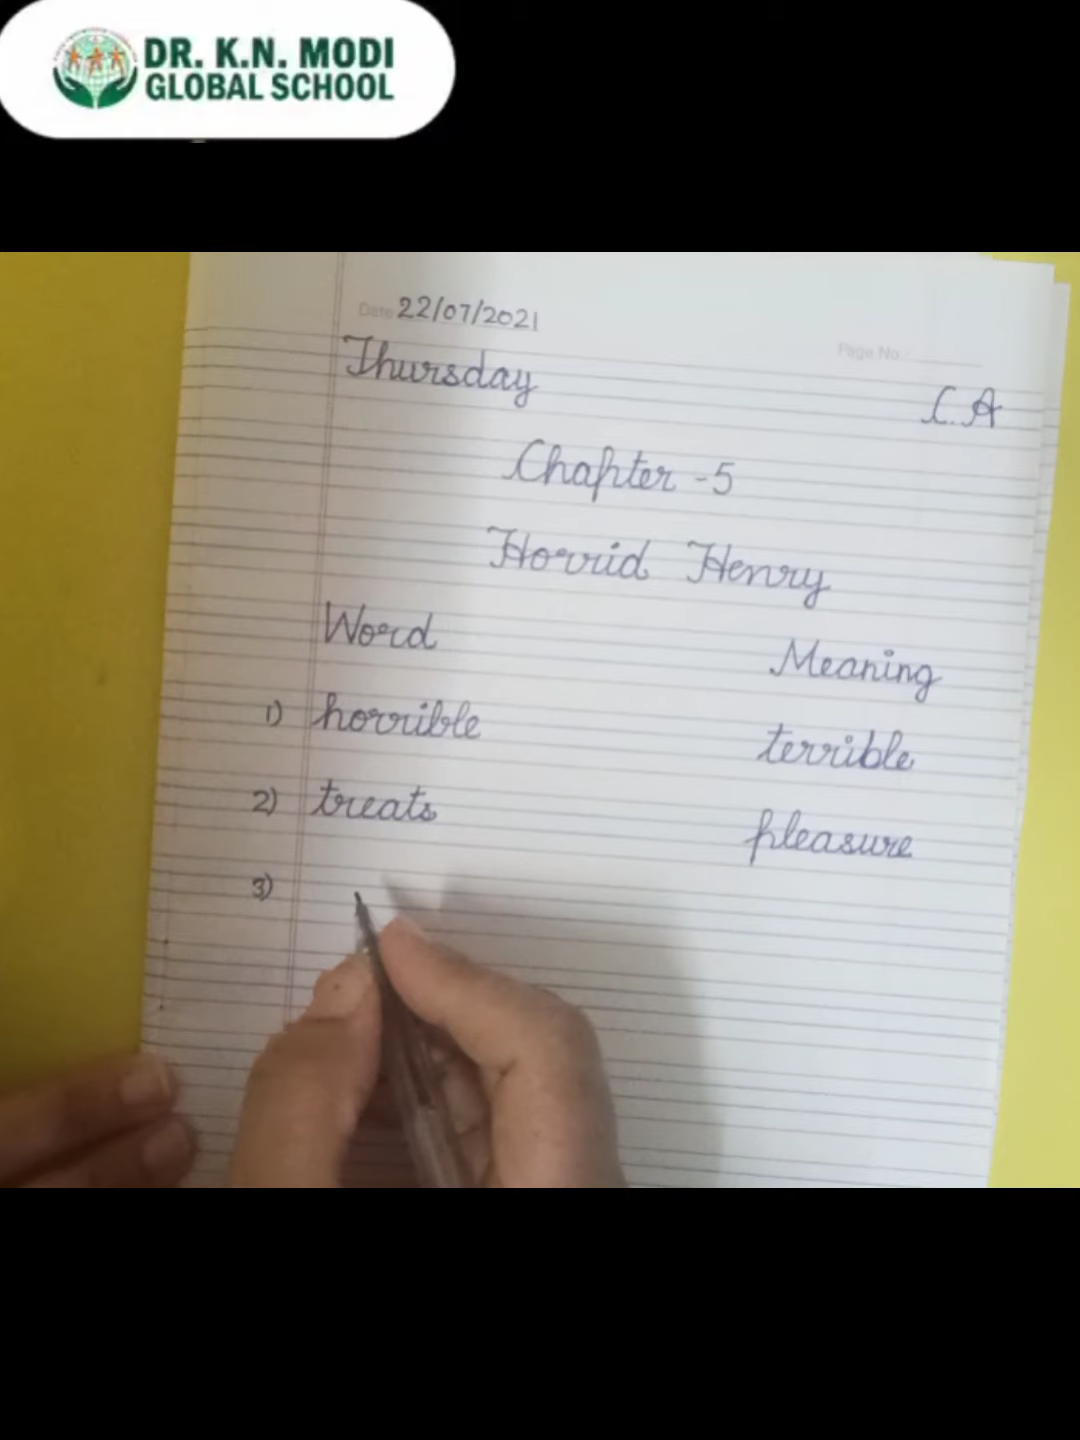 DR. K.N. MODI
GLOBAL SCHOOL
Date 22/07/2021
Page No.:
Thursday
C.A
Chapter -5
Horrid Henry
Word Meaning
1) horrible terrible
2) treats pleasure
3)